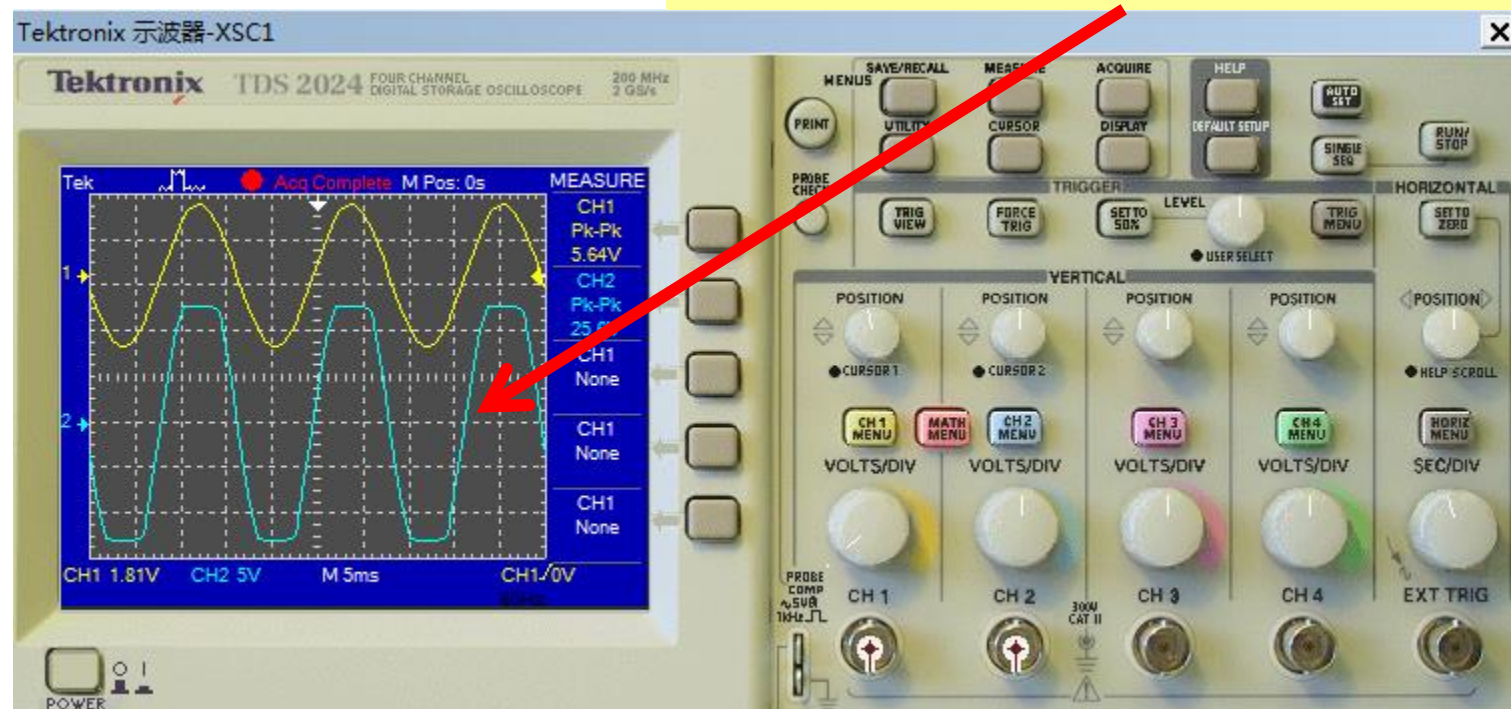 Tektronix 示波器-XSC1
Tektronix TDS 2024 FOUR CHANNEL DIGITAL STORAGE OSCILLOSCOPE 200 MHz 2 GS/s
MENUS SAVE/RECALL MEASURE ACQUIRE HELP
AUTO SET
PRINT
UTILITY CURSOR DISPLAY DEFAULT SETUP
SINGLE SEQ
RUN/STOP
Tek Acq Complete M Pos: 0s MEASURE
CH1
Pk-Pk
5.64V
CH2
Pk-Pk
CH1
None
CH1
None
CH1
None
1
2
CH1 1.81V CH2 5V M 5ms CH1 0V
PROBE CHECK
TRIGGER
HORIZONTAL
TRIG VIEW
FORCE TRIG
SET TO 50%
LEVEL
TRIG MENU
SET TO ZERO
USER SELECT
VERTICAL
POSITION POSITION POSITION POSITION POSITION
CURSOR 1 CURSOR 2 HELP SCROLL
CH 1 MENU
MATH MENU
CH 2 MENU
CH 3 MENU
CH 4 MENU
HORIZ MENU
VOLTS/DIV VOLTS/DIV VOLTS/DIV VOLTS/DIV SEC/DIV
PROBE COMP
~5V@
1kHz
CH 1 CH 2 CH 3 CH 4 EXT TRIG
300V
CAT II
POWER